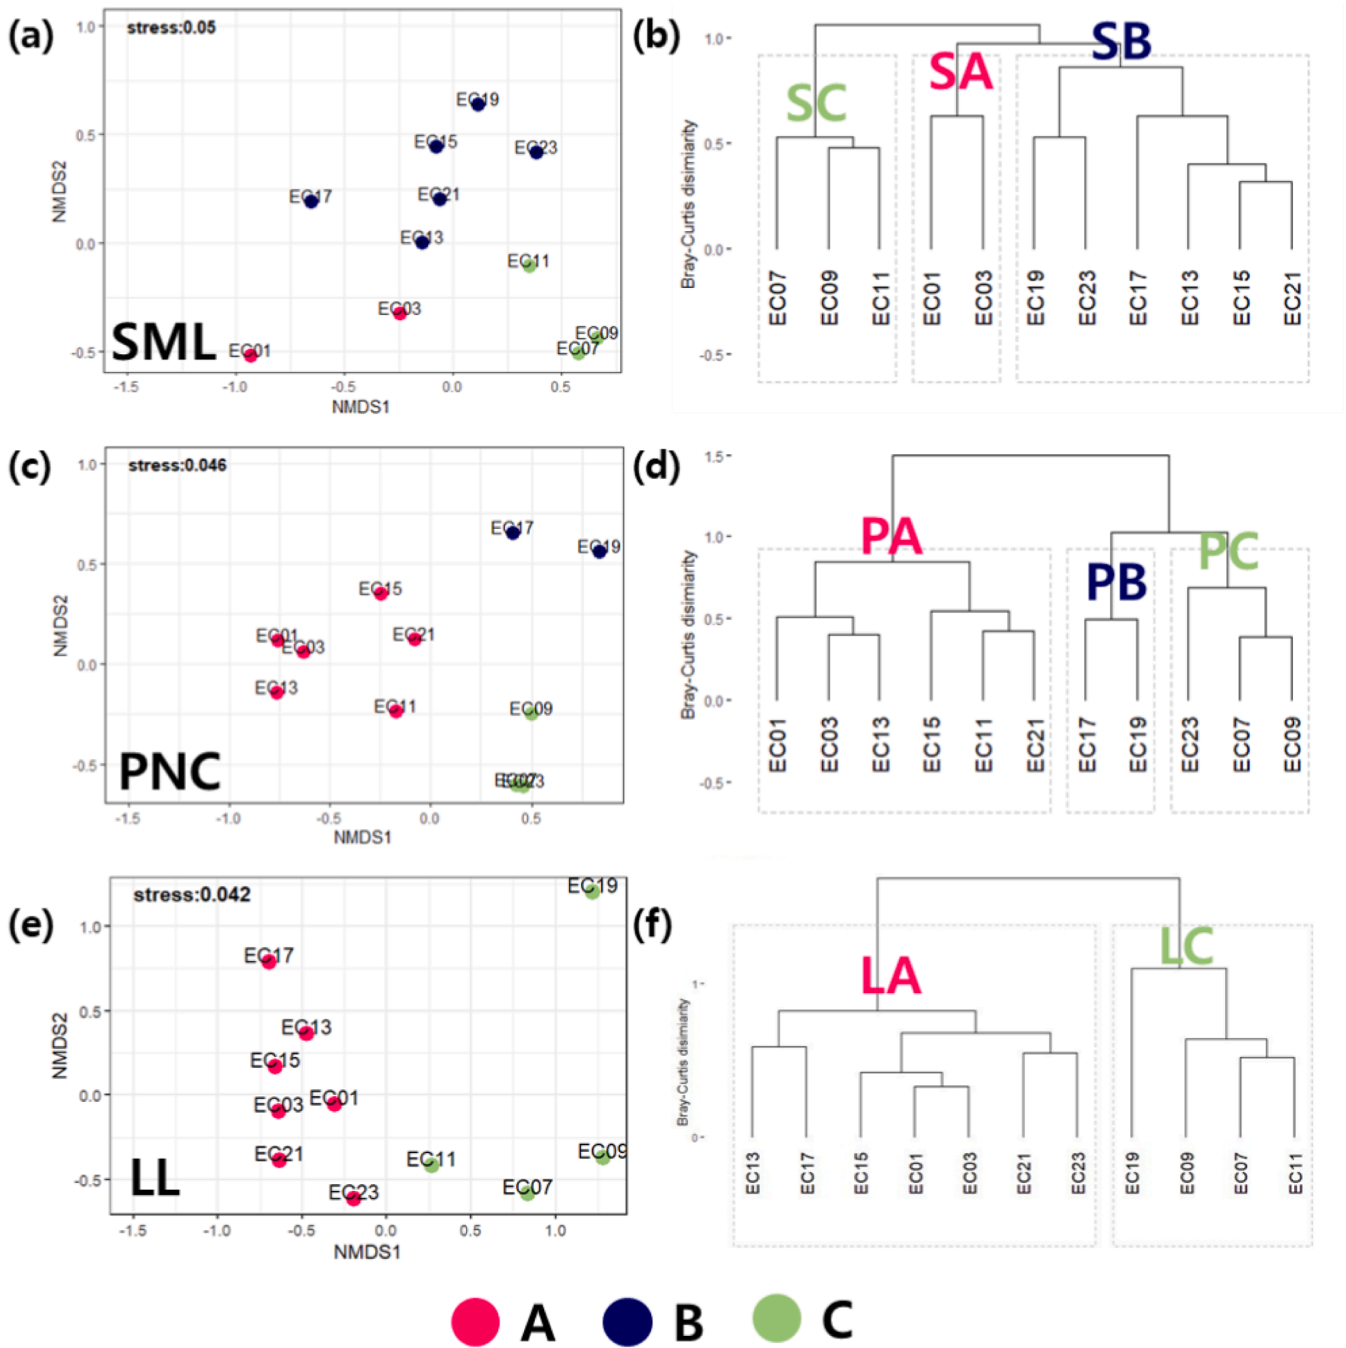 (a)
stress:0.05
1.0
0.5
0.0
-0.5
NMDS2
EC19
EC15
EC23
EC17
EC21
EC13
EC11
EC03
EC01
EC09
EC07
SML
-1.5 -1.0 -0.5 0.0 0.5
NMDS1
(b)
1.0
0.5
0.0
-0.5
Bray-Curtis disimiarity
SC
SA
SB
EC07 EC09 EC11 EC01 EC03 EC19 EC23 EC17 EC13 EC15 EC21
(c)
stress:0.046
1.0
0.5
0.0
-0.5
NMDS2
EC17
EC19
EC15
EC01
EC03
EC21
EC13
EC11
EC09
EC07
EC23
PNC
-1.5 -1.0 -0.5 0.0 0.5
NMDS1
(d)
1.5
1.0
0.5
0.0
-0.5
Bray-Curtis disimiarity
PA
PB
PC
EC01 EC03 EC13 EC15 EC11 EC21 EC17 EC19 EC23 EC07 EC09
(e)
stress:0.042
1.0
0.5
0.0
-0.5
NMDS2
EC19
EC17
EC13
EC15
EC03
EC01
EC21
EC11
EC09
EC23
EC07
LL
-1.5 -1.0 -0.5 0.0 0.5 1.0
NMDS1
(f)
1
0
Bray-Curtis disimiarity
LA
LC
EC13 EC17 EC15 EC01 EC03 EC21 EC23 EC19 EC09 EC07 EC11
A B C